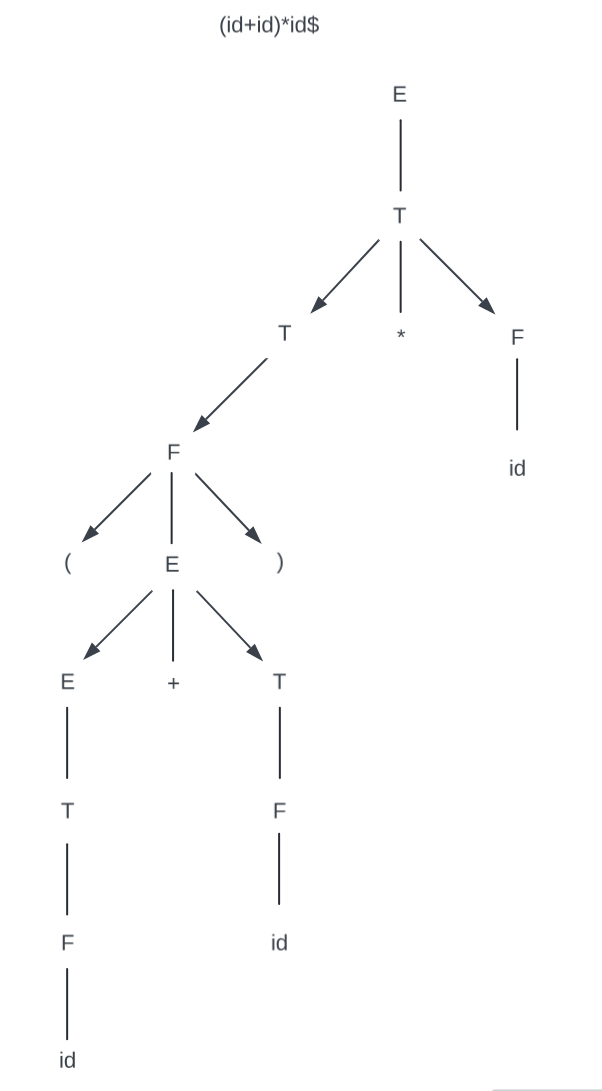 (id+id)*id$
E
T
T * F
F id
( E )
E + T
T F
F id
id